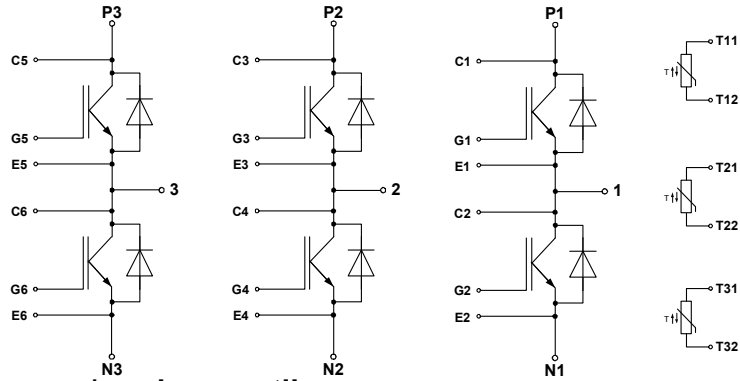 P3 P2 P1
C5 C3 C1 T11
T↑↓
T12
G5 G3 G1
E5 E3 E1 T21
3 2 1 T↑↓
C6 C4 C2 T22
G6 G4 G2 T31
E6 E4 E2 T↑↓
T32
N3 N2 N1